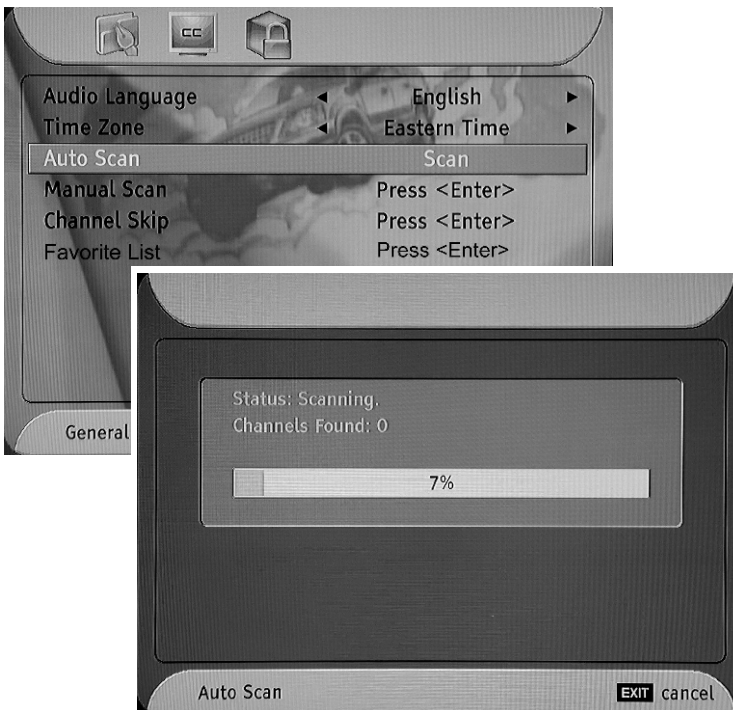 CC
Audio Language ◀ English ▶
Time Zone ◀ Eastern Time ▶
Auto Scan Scan
Manual Scan Press <Enter>
Channel Skip Press <Enter>
Favorite List Press <Enter>
General
Status: Scanning.
Channels Found: 0
7%
Auto Scan EXIT cancel